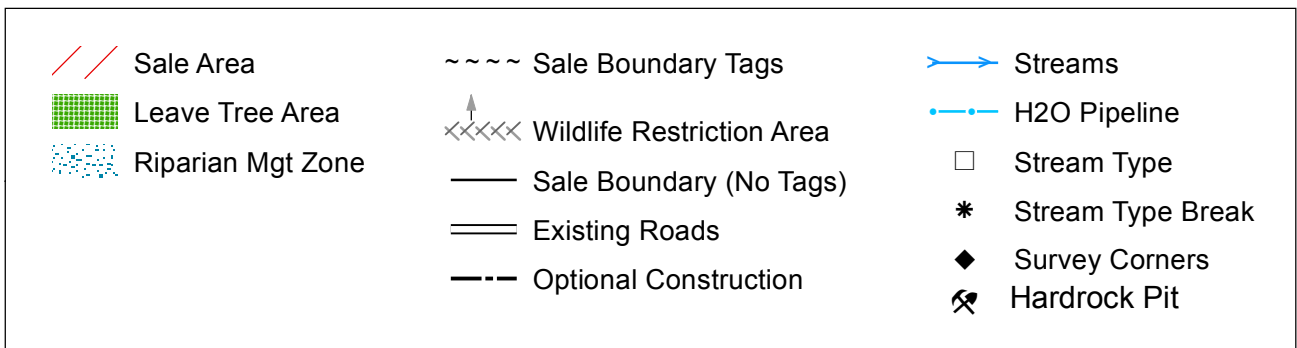 Sale Area
Leave Tree Area
Riparian Mgt Zone
Sale Boundary Tags
Wildlife Restriction Area
Sale Boundary (No Tags)
Existing Roads
Optional Construction
Streams
H2O Pipeline
Stream Type
Stream Type Break
Survey Corners
Hardrock Pit